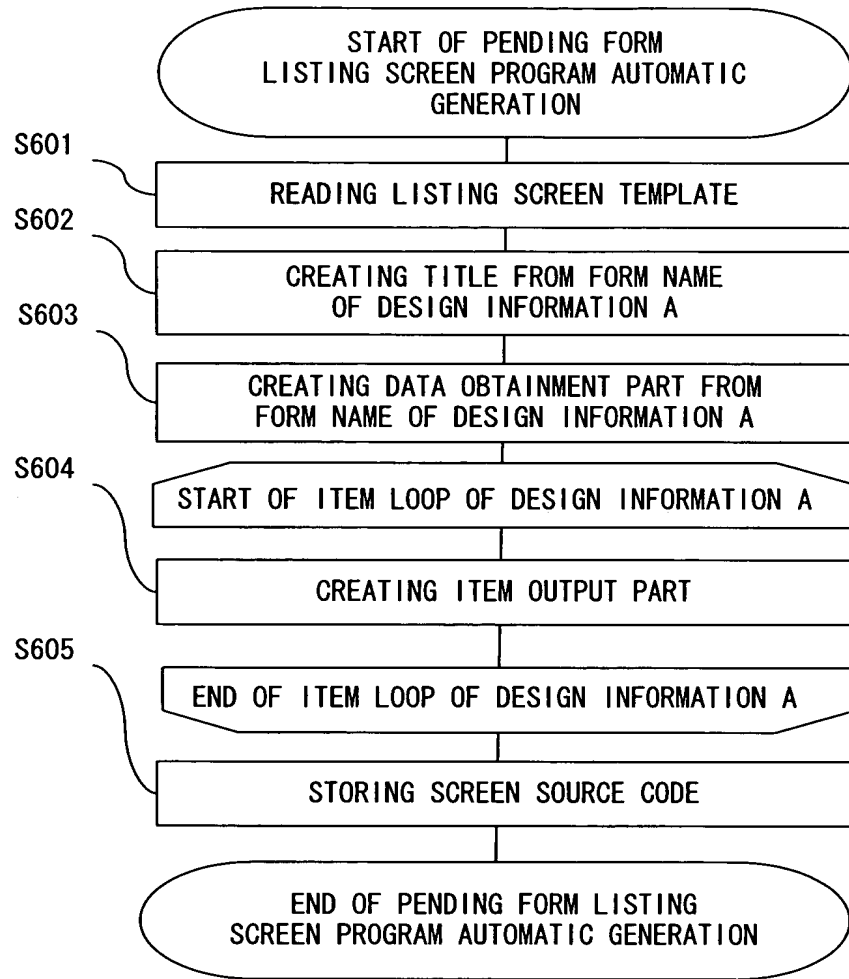 START OF PENDING FORM
LISTING SCREEN PROGRAM AUTOMATIC
GENERATION
S601
READING LISTING SCREEN TEMPLATE
S602
CREATING TITLE FROM FORM NAME
OF DESIGN INFORMATION A
S603
CREATING DATA OBTAINMENT PART FROM
FORM NAME OF DESIGN INFORMATION A
S604
START OF ITEM LOOP OF DESIGN INFORMATION A
CREATING ITEM OUTPUT PART
S605
END OF ITEM LOOP OF DESIGN INFORMATION A
STORING SCREEN SOURCE CODE
END OF PENDING FORM LISTING
SCREEN PROGRAM AUTOMATIC GENERATION